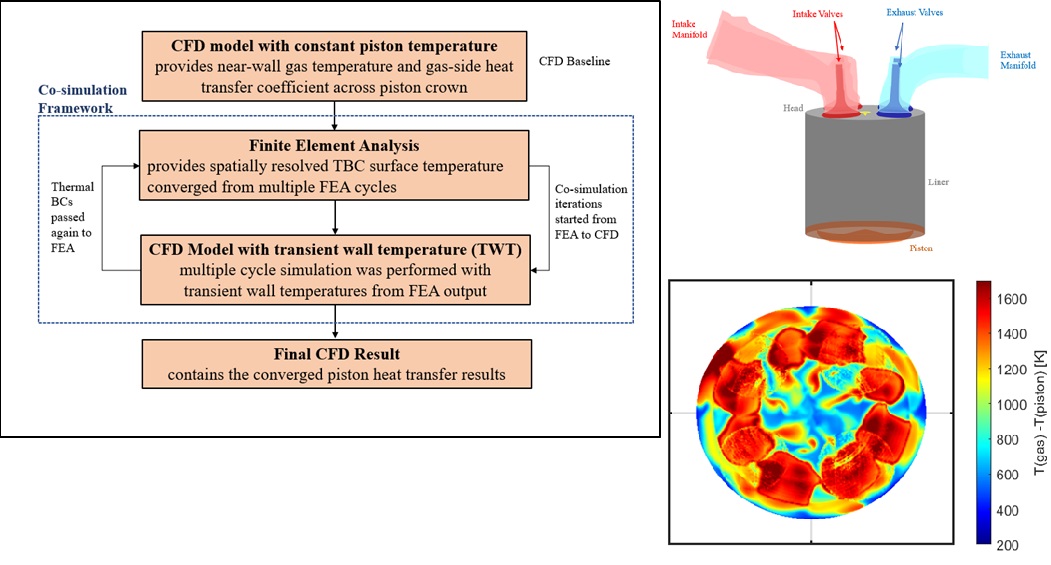 CFD model with constant piston temperature
provides near-wall gas temperature and gas-side heat
transfer coefficient across piston crown
CFD Baseline
Co-simulation
Framework
Finite Element Analysis
provides spatially resolved TBC surface temperature
converged from multiple FEA cycles
Thermal
BCs
passed
again to
FEA
Co-simulation
iterations
started from
FEA to CFD
CFD Model with transient wall temperature (TWT)
multiple cycle simulation was performed with
transient wall temperatures from FEA output
Final CFD Result
contains the converged piston heat transfer results
Intake
Manifold
Intake Valves
Exhaust Valves
Exhaust
Manifold
Head
Liner
Piston
1600
1400
1200
1000
800
600
400
200
T(gas) -T(piston) [K]